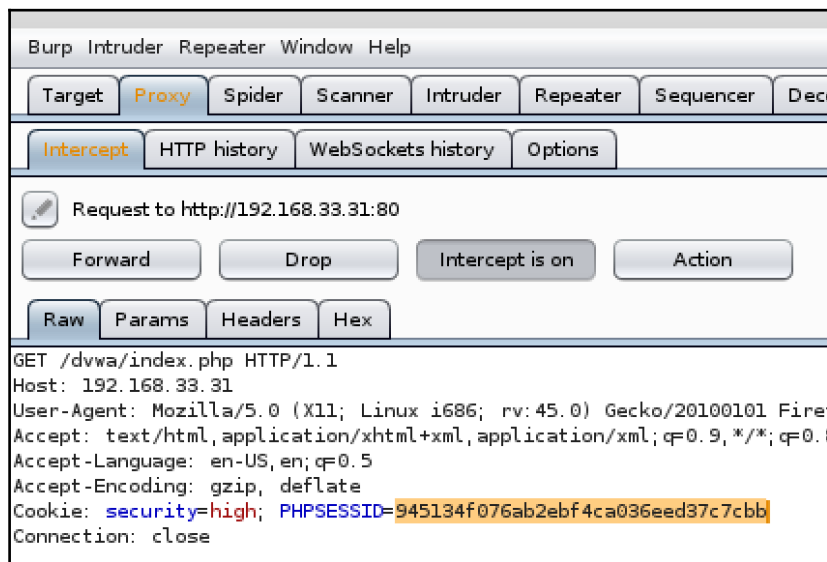 Burp Intruder Repeater Window Help
Target Proxy Spider Scanner Intruder Repeater Sequencer
Intercept HTTP history WebSockets history Options
Request to http://192.168.33.31:80
Forward Drop Intercept is on Action
Raw Params Headers Hex
GET /dvwa/index.php HTTP/1.1
Host: 192.168.33.31
User-Agent: Mozilla/5.0 (X11; Linux i686; rv:45.0) Gecko/20100101
Accept: text/html,application/xhtml+xml,application/xml;q=0.9,*/*;
Accept-Language: en-US,en;q=0.5
Accept-Encoding: gzip, deflate
Cookie: security=high; PHPSESSID=945134f076ab2ebf4ca036eed37c7cbb
Connection: close